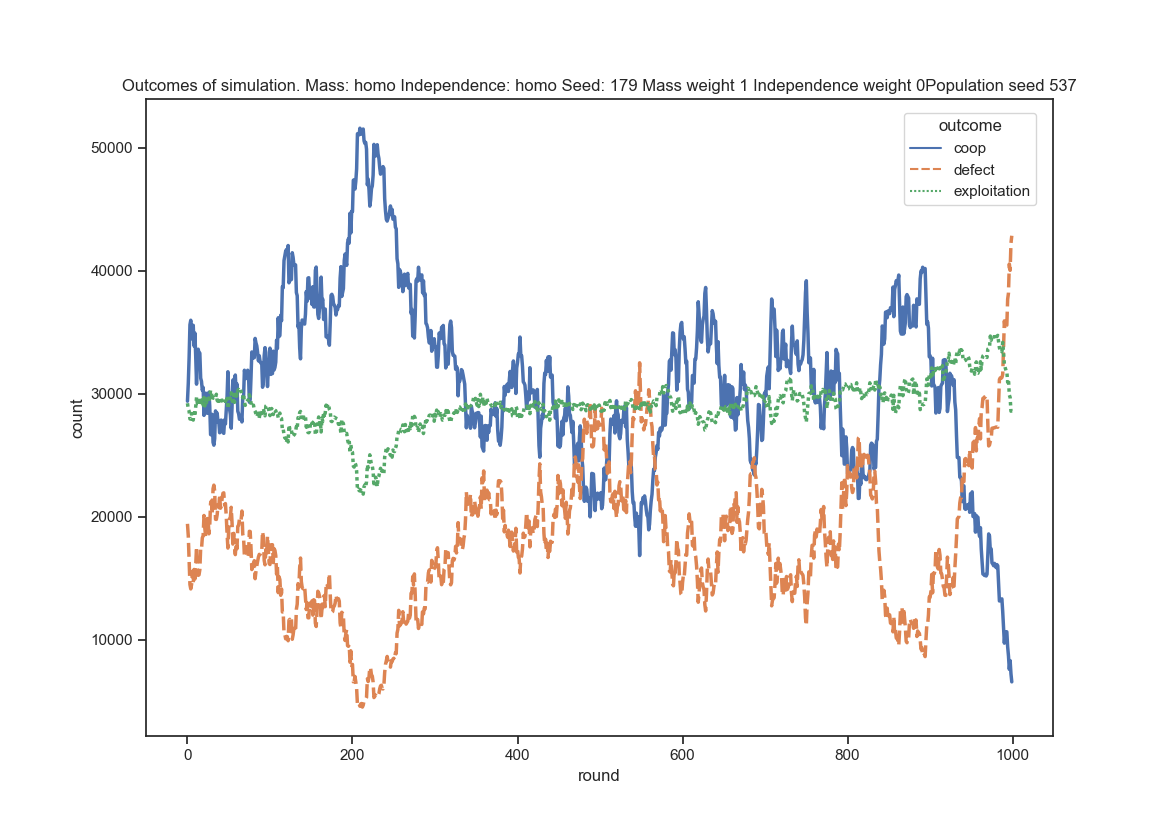 Outcomes of simulation. Mass: homo Independence: homo Seed: 179 Mass weight 1 Independence weight 0Population seed 537
outcome
coop
defect
exploitation
50000
40000
30000
20000
10000
count
0 200 400 600 800 1000
round